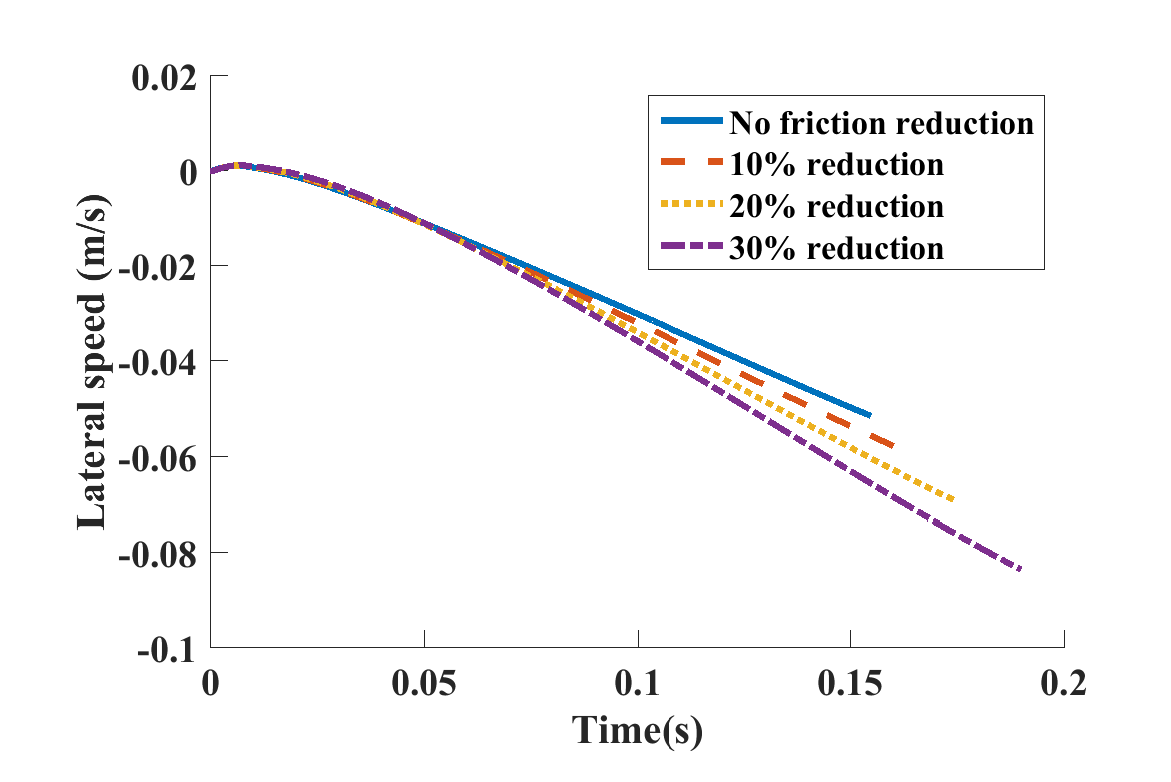 0.02
0
-0.02
-0.04
-0.06
-0.08
-0.1
Lateral speed (m/s)
No friction reduction
10% reduction
20% reduction
30% reduction
0
0.05
0.1
0.15
0.2
Time(s)